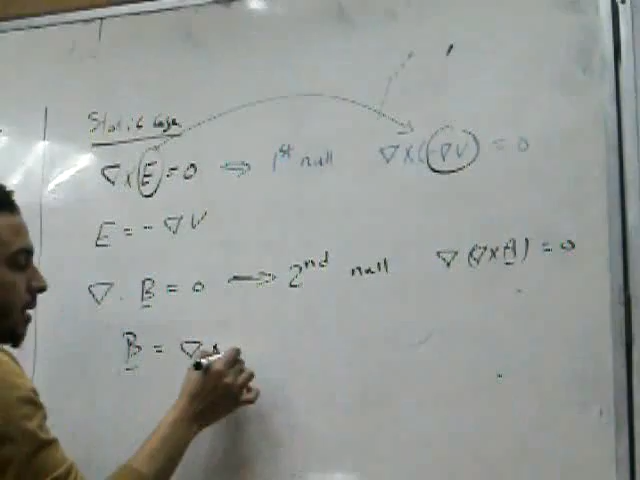 Static case
∇×E = 0 ⇒ 1st null ∇×(-∇V) = 0
E = -∇V
∇. B = 0 → 2nd null ∇(∇×A) = 0
B = ∇×